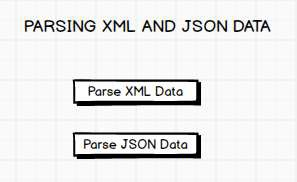 PARSING XML AND JSON DATA
Parse XML Data
Parse JSON Data